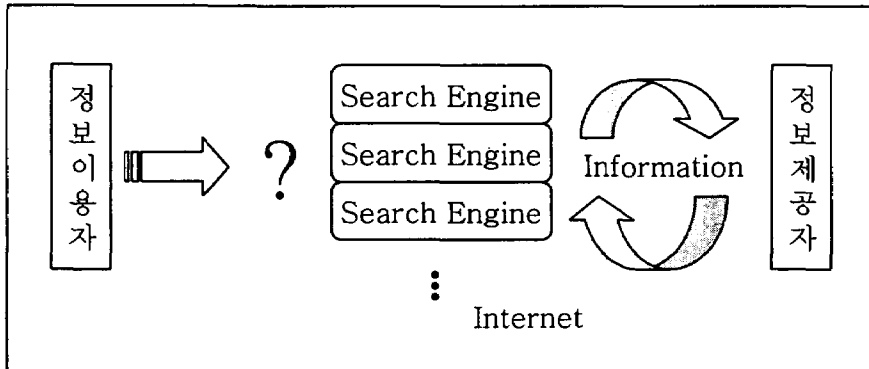 정보이용자
?
Search Engine
Search Engine
Search Engine
Information
정보제공자
Internet